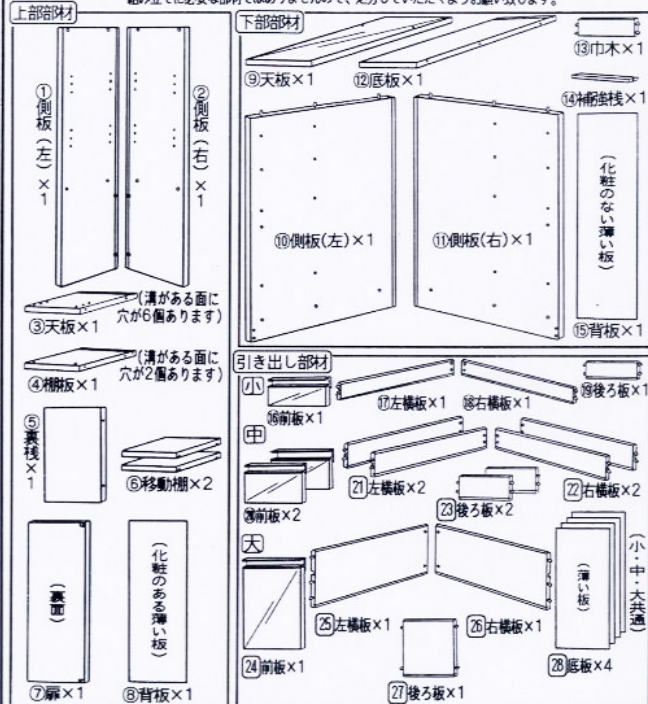 組み立てに必要な部材ではありませんので、処分していただくようお願い致します。
上部部材
①側板(左)×1
②側板(右)×1
③天板×1
(溝がある面に
穴が6個あります)
④棚板×1
(溝がある面に
穴が2個あります)
⑤裏桟×1
⑥移動棚×2
(裏面)
⑦扉×1
(化粧のある薄い板)
⑧背板×1
下部部材
⑨天板×1
⑫底板×1
⑬巾木×1
⑭補強桟×1
⑩側板(左)×1
⑪側板(右)×1
(化粧のない薄い板)
⑮背板×1
引き出し部材
小
⑯前板×1
⑰左横板×1
⑱右横板×1
⑲後ろ板×1
中
⑳前板×2
21左横板×2
22右横板×2
23後ろ板×2
大
24前板×1
25左横板×1
26右横板×1
27後ろ板×1
(薄い板)
(小・中・大共通)
28底板×4